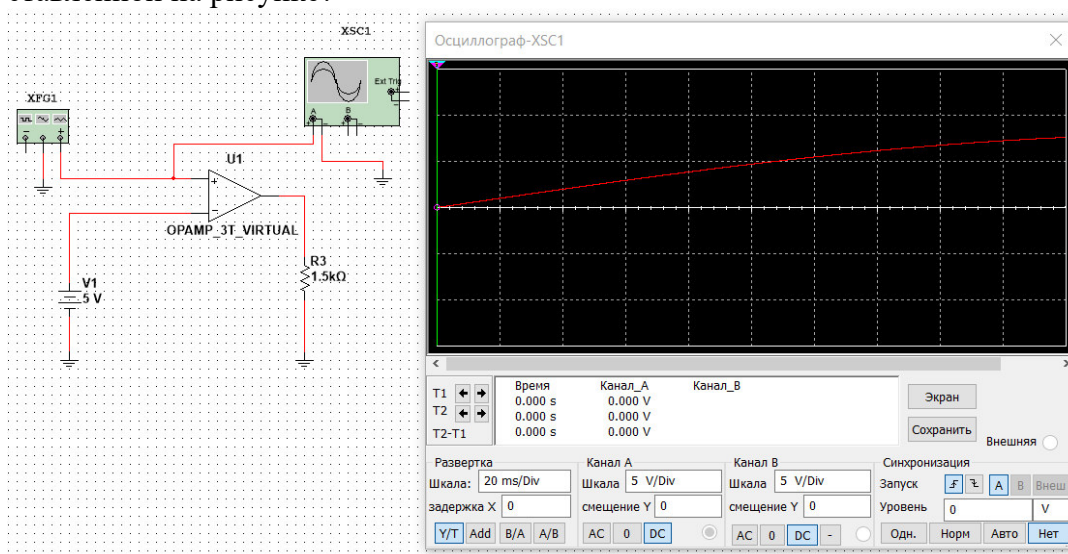 ставленной на рисунке.
XSC1
Ext Trig
A B
XFG1
U1
OPAMP_3T_VIRTUAL
R3
1.5kΩ
V1
5 V
Осциллограф-XSC1
T1
T2
T2-T1
Время Канал_A Канал_B
0.000 s 0.000 V
0.000 s 0.000 V
0.000 s 0.000 V
Экран
Сохранить
Внешняя
Развертка
Шкала: 20 ms/Div
задержка X 0
Y/T Add B/A A/B
Канал A
Шкала 5 V/Div
смещение Y 0
AC 0 DC
Канал B
Шкала 5 V/Div
смещение Y 0
AC 0 DC -
Синхронизация
Запуск A B Внеш
Уровень 0 V
Одн. Норм Авто Нет